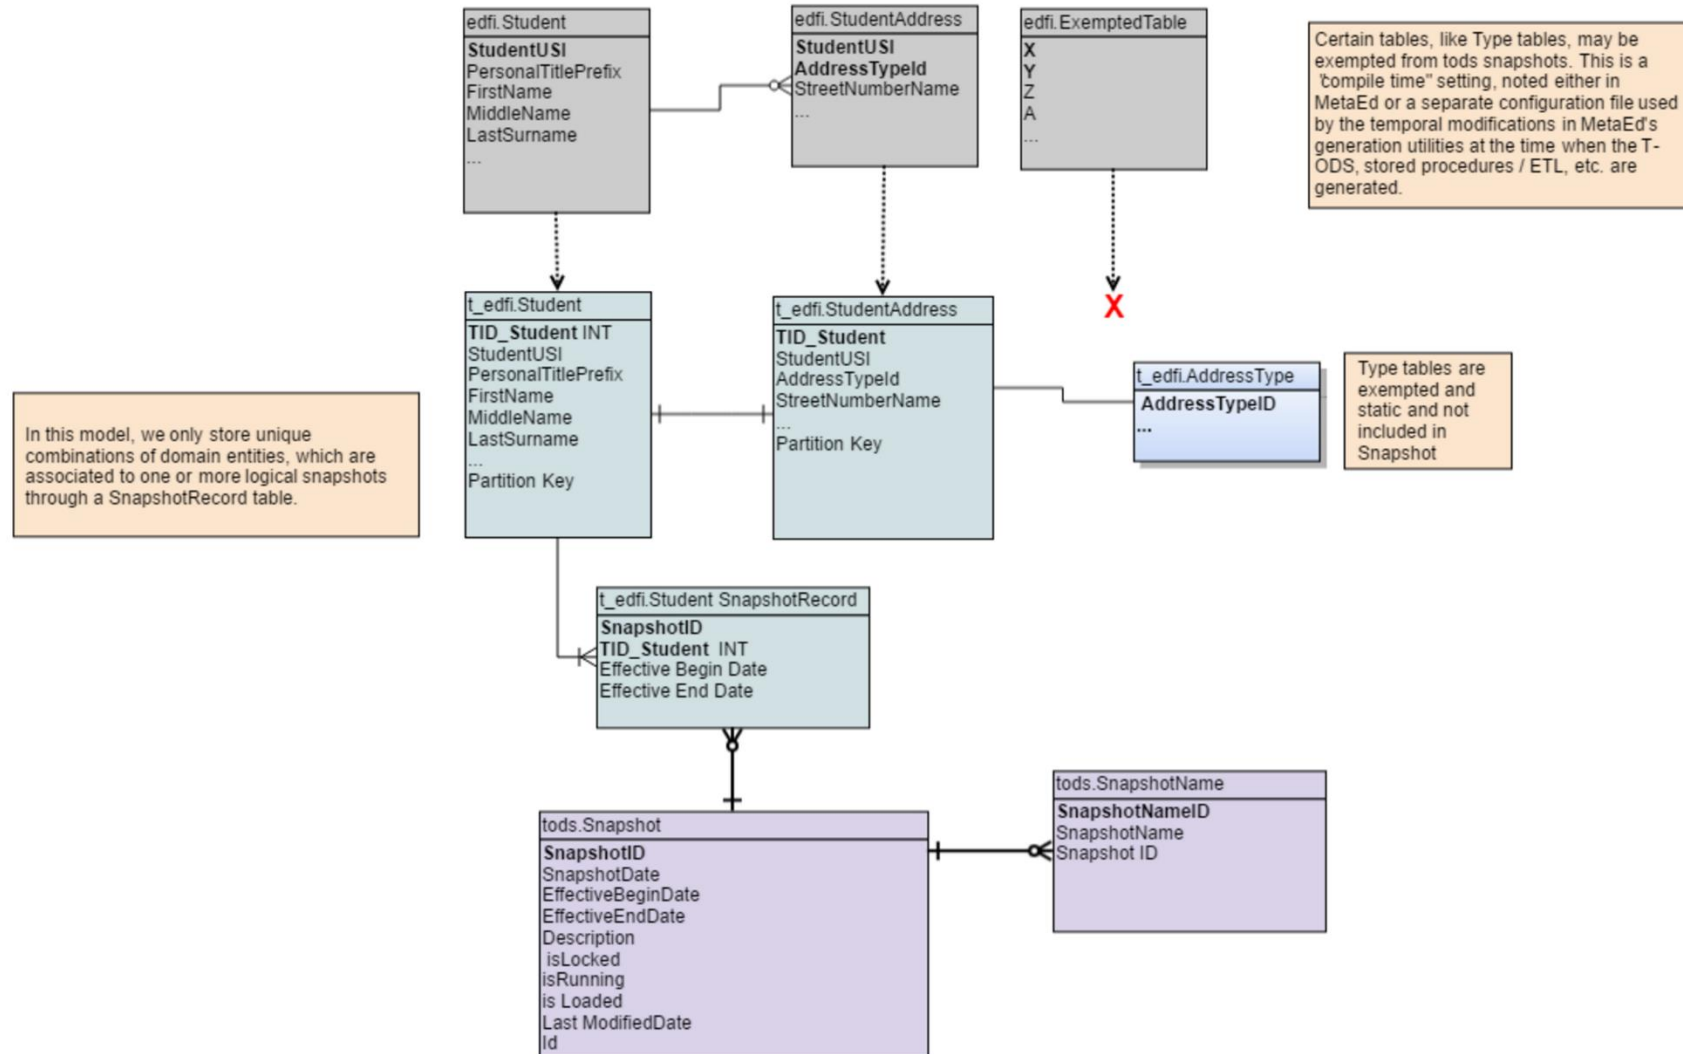 edfi.Student
StudentUSI
PersonalTitlePrefix
FirstName
MiddleName
LastSurname
...
edfi.StudentAddress
StudentUSI
AddressTypeId
StreetNumberName
...
edfi.ExemptedTable
X
Y
Z
A
...
Certain tables, like Type tables, may be
exempted from tods snapshots. This is a
"compile time" setting, noted either in
MetaEd or a separate configuration file used
by the temporal modifications in MetaEd's
generation utilities at the time when the T-
ODS, stored procedures / ETL, etc. are
generated.
X
t_edfi.Student
TID_Student INT
StudentUSI
PersonalTitlePrefix
FirstName
MiddleName
LastSurname
...
Partition Key
t_edfi.StudentAddress
TID_Student
StudentUSI
AddressTypeId
StreetNumberName
...
Partition Key
t_edfi.AddressType
AddressTypeID
...
Type tables are
exempted and
static and not
included in
Snapshot
In this model, we only store unique
combinations of domain entities, which are
associated to one or more logical snapshots
through a SnapshotRecord table.
t_edfi.Student SnapshotRecord
SnapshotID
TID_Student INT
Effective Begin Date
Effective End Date
tods.Snapshot
SnapshotID
SnapshotDate
EffectiveBeginDate
EffectiveEndDate
Description
isLocked
isRunning
is Loaded
Last ModifiedDate
Id
tods.SnapshotName
SnapshotNameID
SnapshotName
Snapshot ID